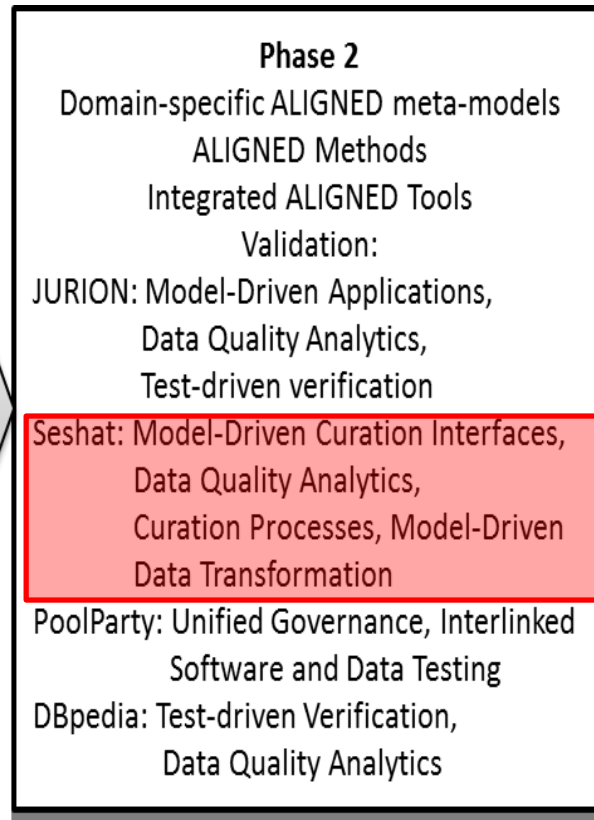 Phase 2
Domain-specific ALIGNED meta-models
ALIGNED Methods
Integrated ALIGNED Tools
Validation:
JURION: Model-Driven Applications,
Data Quality Analytics,
Test-driven verification
Seshat: Model-Driven Curation Interfaces,
Data Quality Analytics,
Curation Processes, Model-Driven
Data Transformation
PoolParty: Unified Governance, Interlinked
Software and Data Testing
DBpedia: Test-driven Verification,
Data Quality Analytics